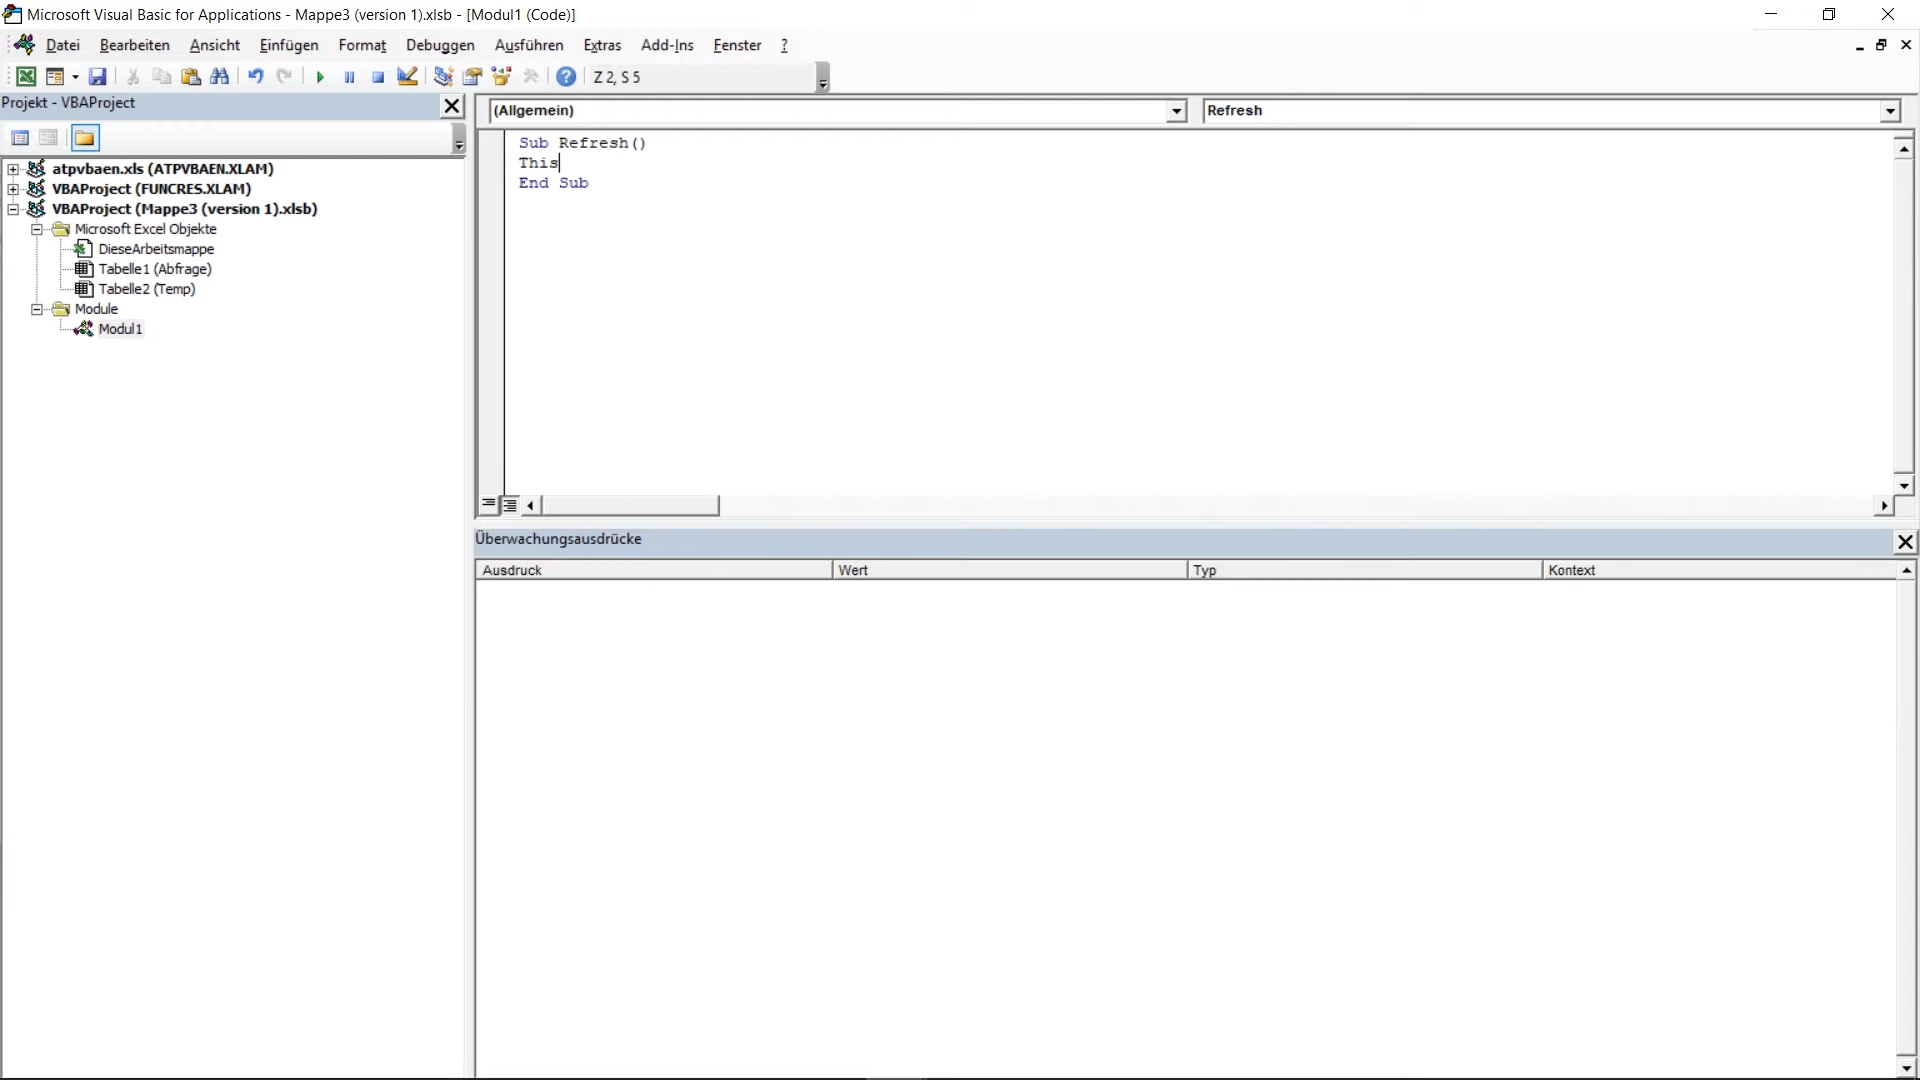 Microsoft Visual Basic for Applications - Mappe3 (version 1).xlsb - [Modul1 (Code)]
Datei Bearbeiten Ansicht Einfügen Format Debuggen Ausführen Extras Add-Ins Fenster ?
Z 2, S 5
Projekt - VBAProject
(Allgemein) Refresh
Sub Refresh()
This
End Sub
atpvbaen.xls (ATPVBAEN.XLAM)
VBAProject (FUNCRES.XLAM)
VBAProject (Mappe3 (version 1).xlsb)
Microsoft Excel Objekte
DieseArbeitsmappe
Tabelle1 (Abfrage)
Tabelle2 (Temp)
Module
Modul1
Überwachungsausdrücke
Ausdruck Wert Typ Kontext